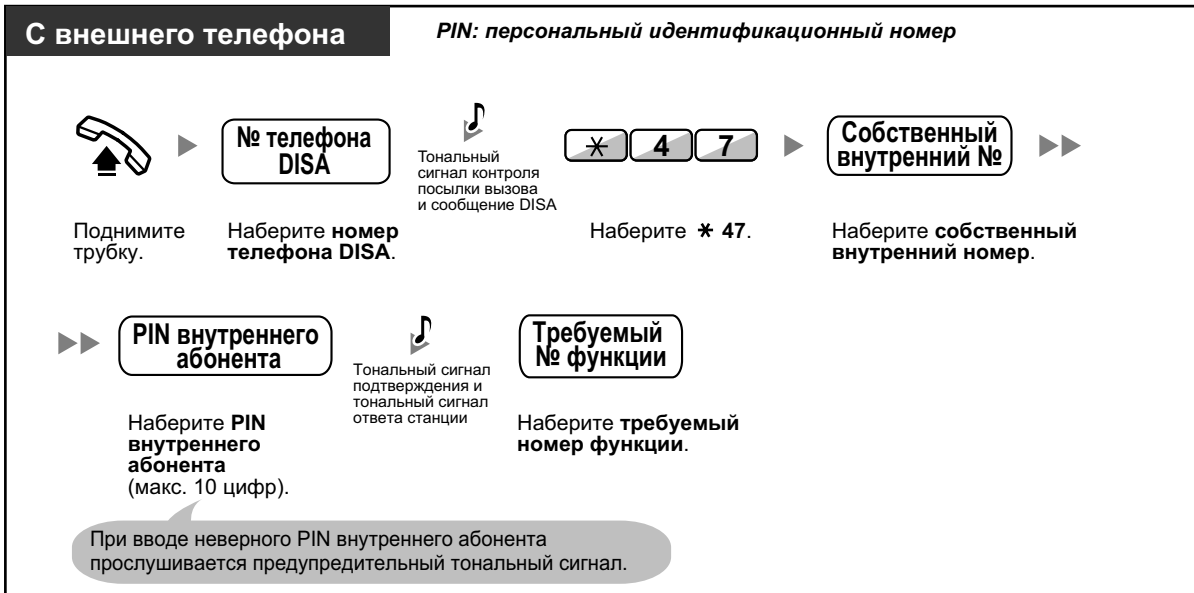 С внешнего телефона
PIN: персональный идентификационный номер
№ телефона
DISA
Тональный
сигнал контроля
посылки вызова
и сообщение DISA
* 4 7
Собственный
внутренний №
Поднимите
трубку.
Наберите номер
телефона DISA.
Наберите * 47.
Наберите собственный
внутренний номер.
PIN внутреннего
абонента
Тональный сигнал
подтверждения и
тональный сигнал
ответа станции
Требуемый
№ функции
Наберите PIN
внутреннего
абонента
(макс. 10 цифр).
Наберите требуемый
номер функции.
При вводе неверного PIN внутреннего абонента
прослушивается предупредительный тональный сигнал.